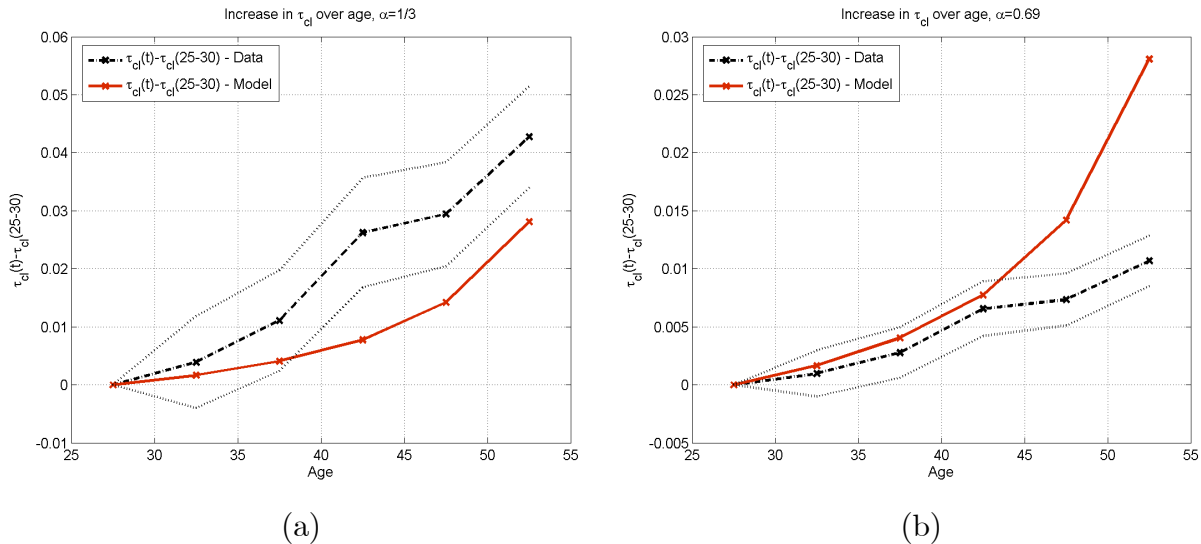 Increase in τcl over age, α=1/3
0.06
0.05
0.04
0.03
0.02
0.01
0
-0.01
τcl(t)-τcl(25-30)
τcl(t)-τcl(25-30) - Data
τcl(t)-τcl(25-30) - Model
25 30 35 40 45 50 55
Age
(a)
Increase in τcl over age, α=0.69
0.03
0.025
0.02
0.015
0.01
0.005
0
-0.005
τcl(t)-τcl(25-30)
τcl(t)-τcl(25-30) - Data
τcl(t)-τcl(25-30) - Model
25 30 35 40 45 50 55
Age
(b)